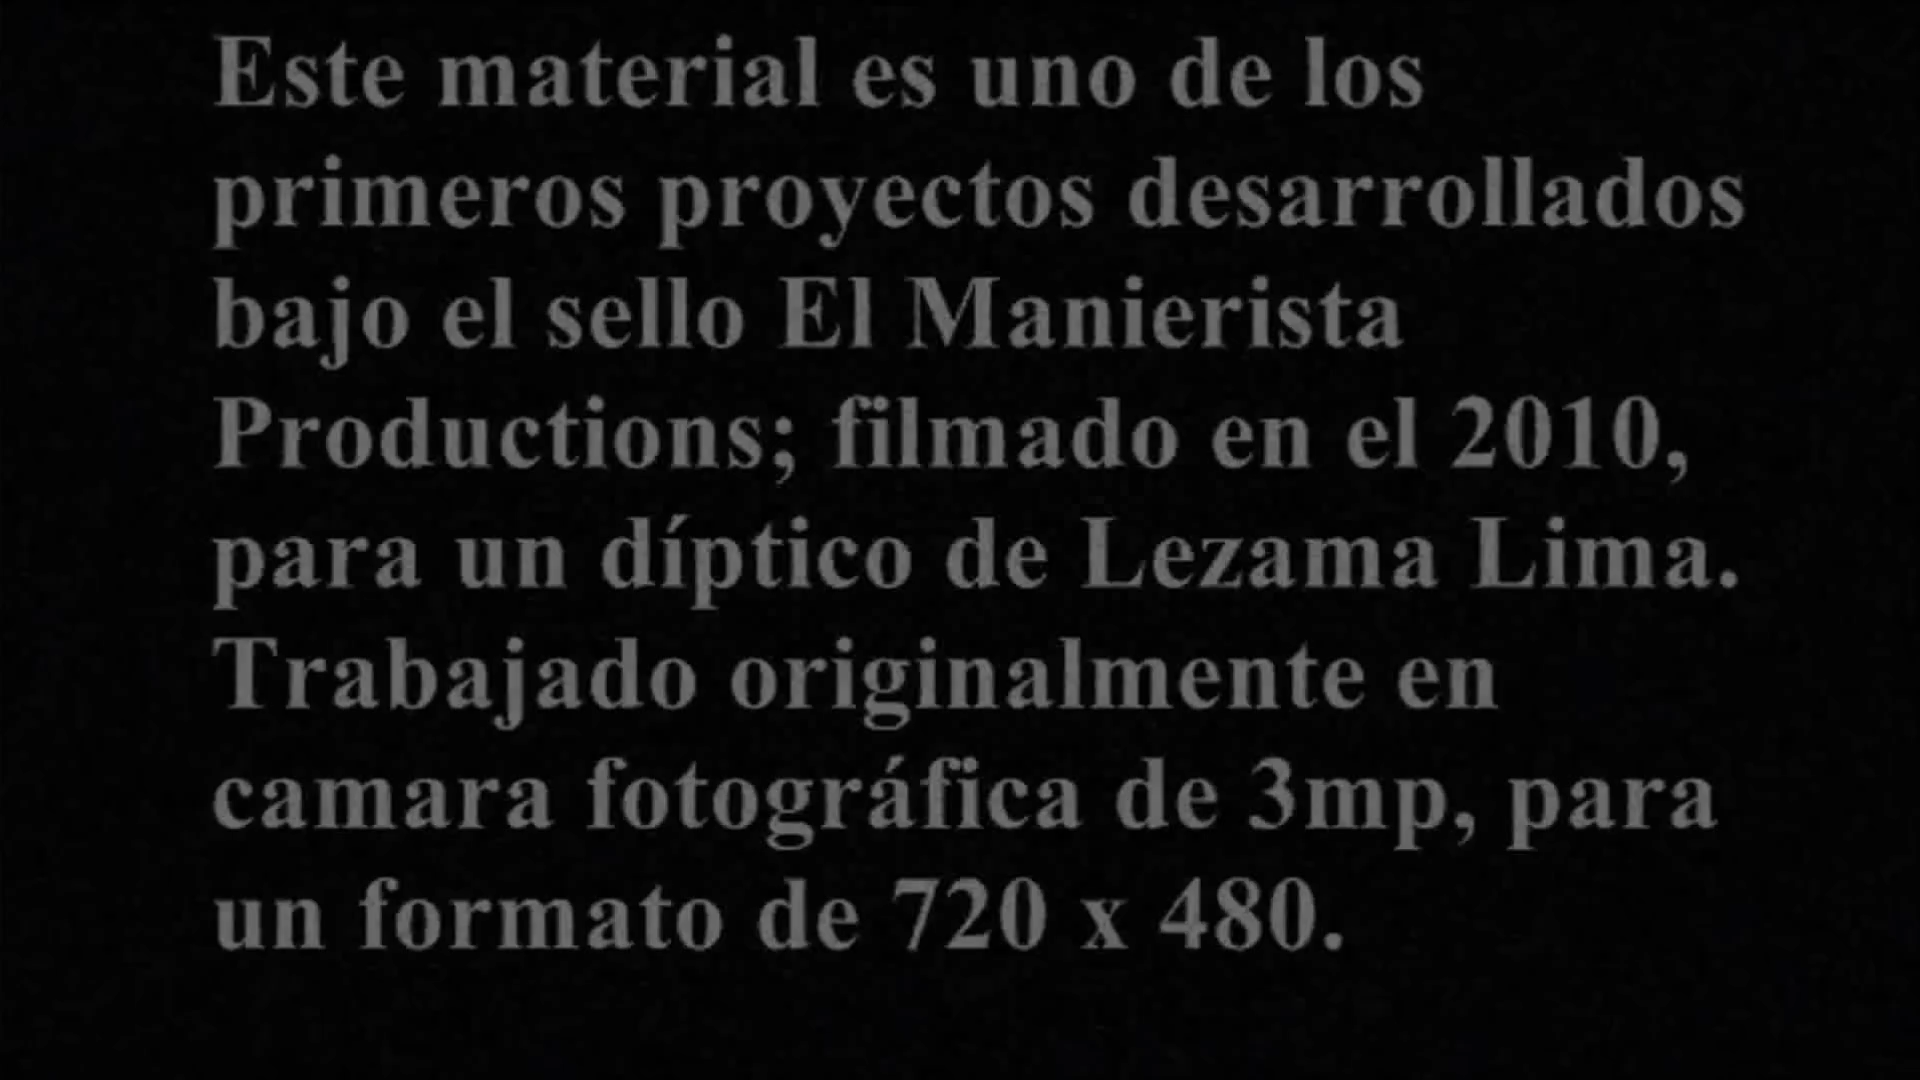 Este material es uno de los
primeros proyectos desarrollados
bajo el sello El Manierista
Productions; filmado en el 2010,
para un díptico de Lezama Lima.
Trabajado originalmente en
camara fotográfica de 3mp, para
un formato de 720 x 480.